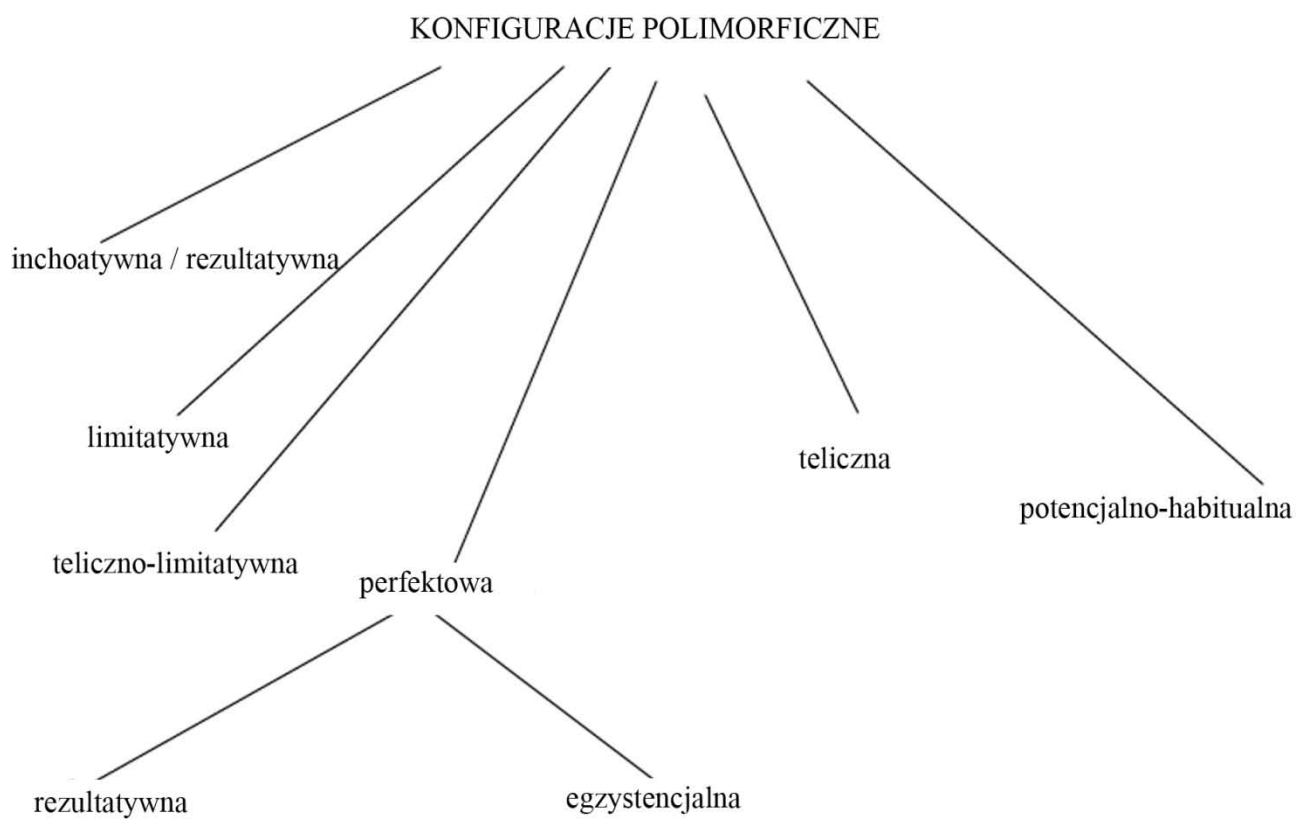 KONFIGURACJE POLIMORFICZNE
inchoatywna / rezultatywna
limitatywna
teliczna
potencjalno-habitualna
teliczno-limitatywna
perfektowa
rezultatywna
egzystencjalna